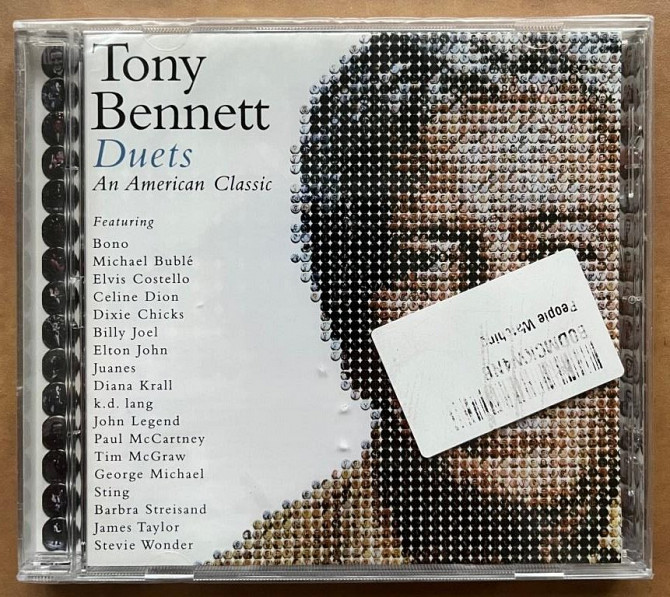 Tony
Bennett
Duets
An American Classic
Featuring
Bono
Michael Bublé
Elvis Costello
Celine Dion
Dixie Chicks
Billy Joel
Elton John
Juanes
Diana Krall
k.d. lang
John Legend
Paul McCartney
Tim McGraw
George Michael
Sting
Barbra Streisand
James Taylor
Stevie Wonder
People Watching